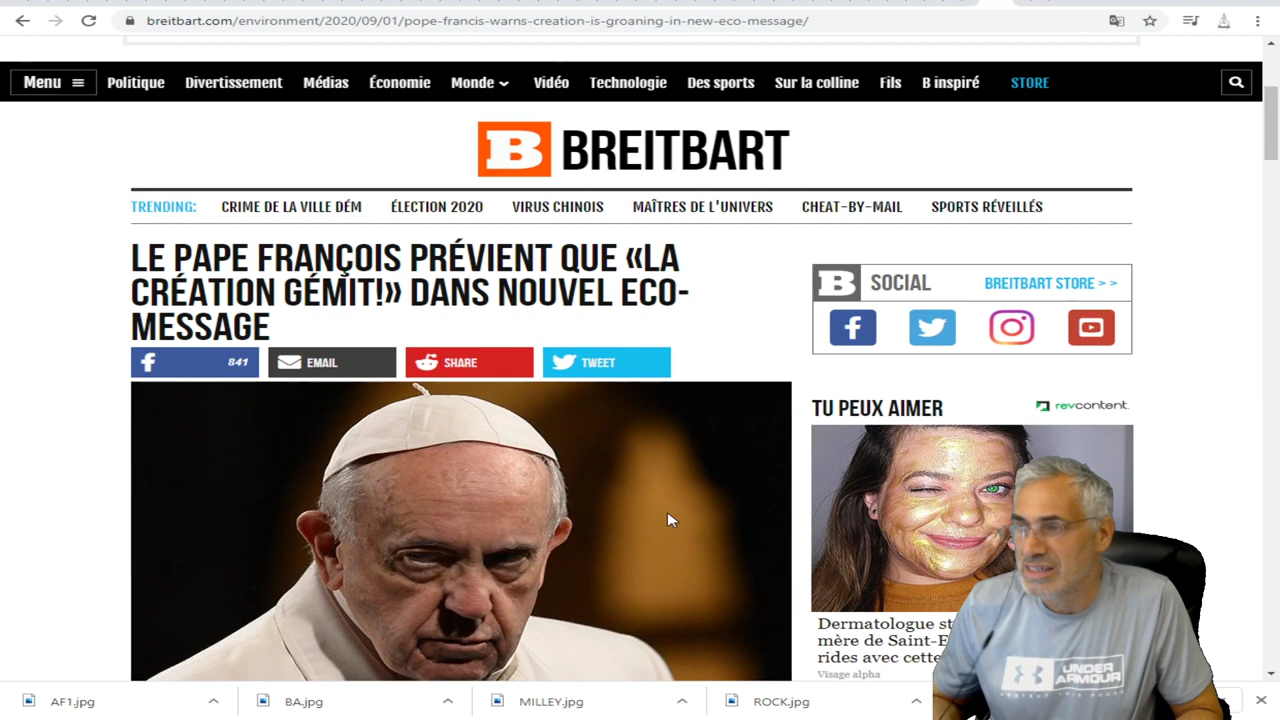 breitbart.com/environment/2020/09/01/pope-francis-warns-creation-is-groaning-in-new-eco-message/
Menu Politique Divertissement Médias Économie Monde Vidéo Technologie Des sports Sur la colline Fils B inspiré STORE
B BREITBART
TRENDING: CRIME DE LA VILLE DÉM ÉLECTION 2020 VIRUS CHINOIS MAÎTRES DE L'UNIVERS CHEAT-BY-MAIL SPORTS RÉVEILLÉS
LE PAPE FRANÇOIS PRÉVIENT QUE «LA
CRÉATION GÉMIT!» DANS NOUVEL ECO-
MESSAGE
841 EMAIL SHARE TWEET
B SOCIAL BREITBART STORE > >
TU PEUX AIMER revcontent
Dermatologue
mère de
rides avec cette
Visage alpha
UNDER
ARMOUR
AF1.jpg BA.jpg MILLEY.jpg ROCK.jpg